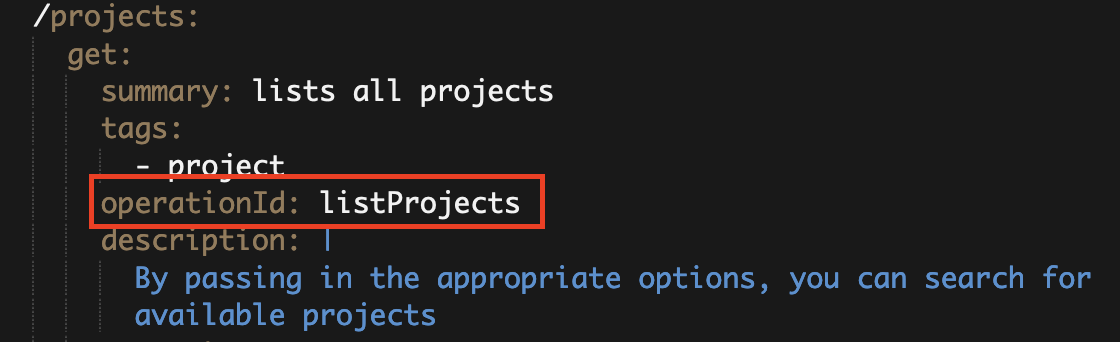 /projects:
get:
summary: lists all projects
tags:
- project
operationId: listProjects
description: |
By passing in the appropriate options, you can search for
available projects